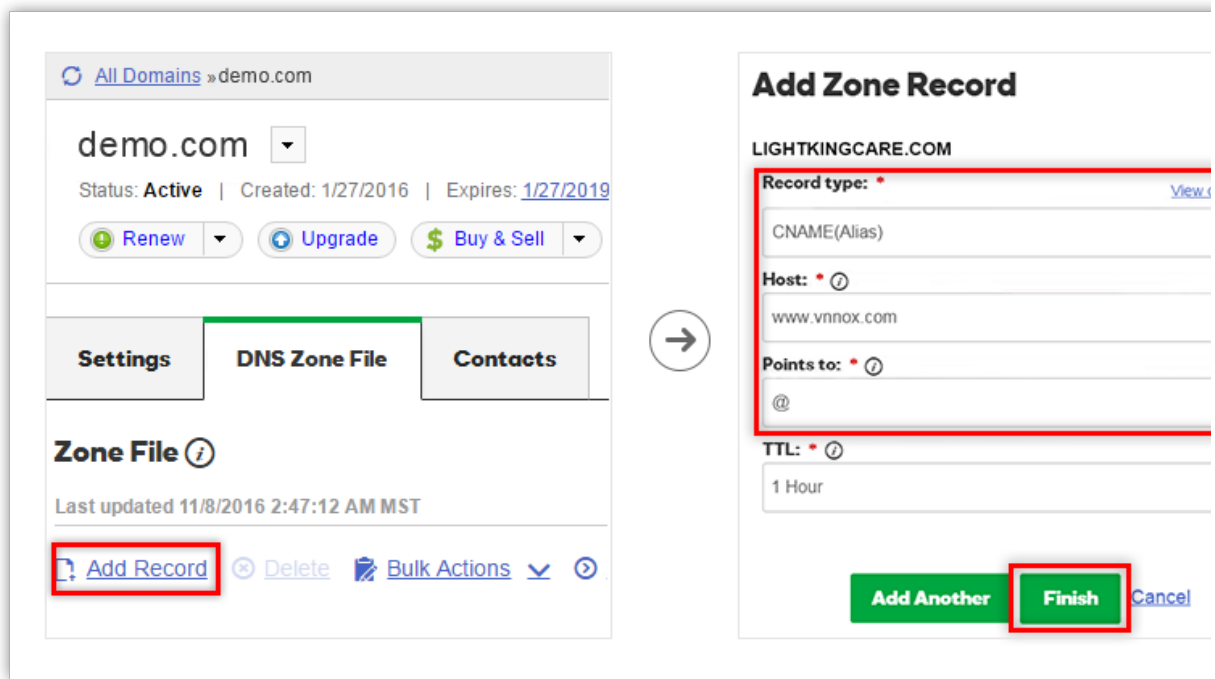 All Domains »demo.com
demo.com
Status: Active | Created: 1/27/2016 | Expires: 1/27/2019
Renew Upgrade Buy & Sell
Settings DNS Zone File Contacts
Zone File
Last updated 11/8/2016 2:47:12 AM MST
Add Record Delete Bulk Actions
Add Zone Record
LIGHTKINGCARE.COM
Record type: *
View
CNAME(Alias)
Host: *
www.vnnox.com
Points to: *
@
TTL: *
1 Hour
Add Another Finish Cancel